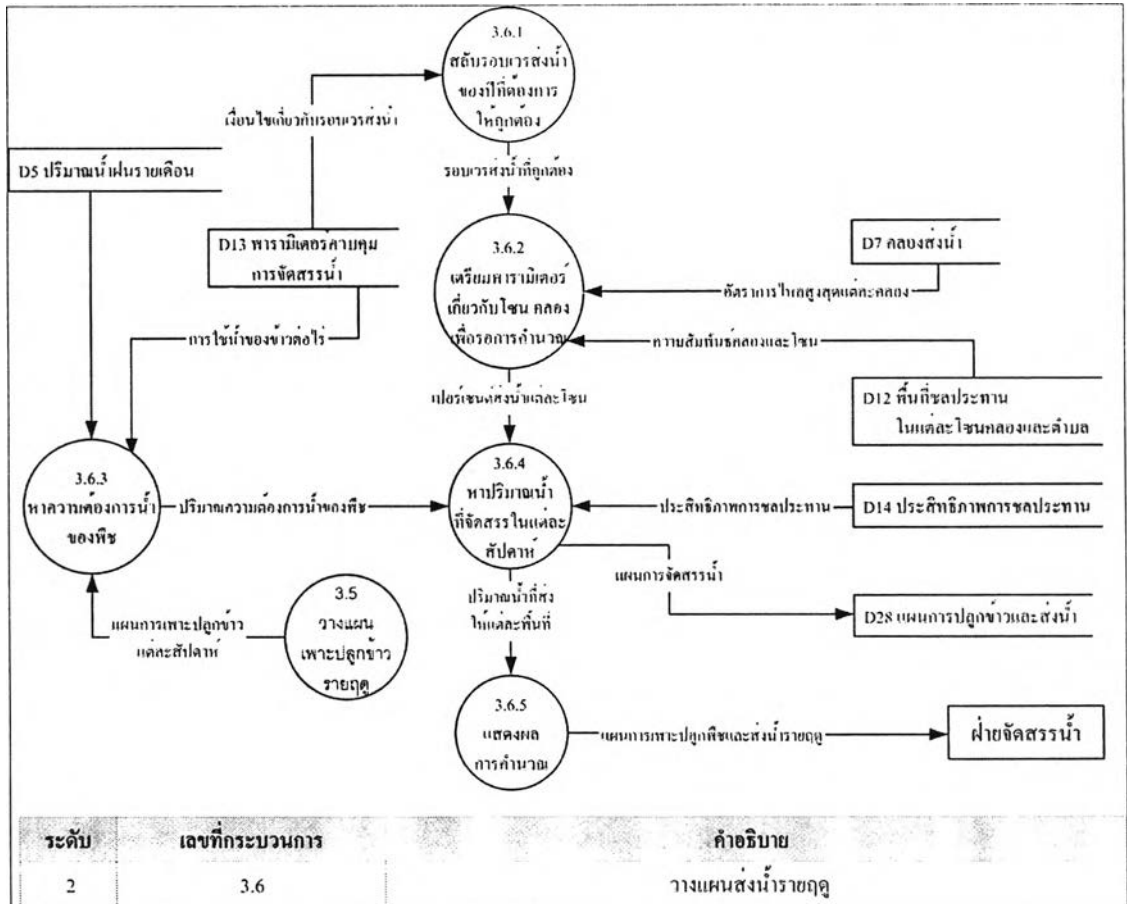 3.6.1
สลับรอบเวรส่งน้ำ
ของปีที่ต้องการ
ให้ถูกต้อง
เงื่อนไขเกี่ยวกับรอบเวรส่งน้ำ
D5 ปริมาณน้ำฝนรายเดือน
รอบเวรส่งน้ำที่ถูกต้อง
D13 พารามิเตอร์ควบคุม
การจัดสรรน้ำ
3.6.2
เตรียมพารามิเตอร์
เกี่ยวกับโซน คลอง
เพื่อรอการคำนวณ
D7 คลองส่งน้ำ
อัตราการไหลสูงสุดแต่ละคลอง
การใช้น้ำของข้าวต่อไร่
ความสัมพันธ์คลองและโซน
เปอร์เซนต์ส่งน้ำแต่ละโซน
D12 พื้นที่ชลประทาน
ในแต่ละโซนคลองและตำบล
3.6.3
หาความต้องการน้ำ
ของพืช
ปริมาณความต้องการน้ำของพืช
3.6.4
หาปริมาณน้ำ
ที่จัดสรรในแต่ละ
สัปดาห์
ประสิทธิภาพการชลประทาน
D14 ประสิทธิภาพการชลประทาน
แผนการจัดสรรน้ำ
D28 แผนการปลูกข้าวและส่งน้ำ
แผนการเพาะปลูกข้าว
แต่ละสัปดาห์
3.5
วางแผน
เพาะปลูกข้าว
รายฤดู
ปริมาณน้ำที่ส่ง
ให้แต่ละพื้นที่
3.6.5
แสดงผล
การคำนวณ
แผนการเพาะปลูกพืชและส่งน้ำรายฤดู
ฝ่ายจัดสรรน้ำ
ระดับ เลขที่กระบวนการ คำอธิบาย
2 3.6 วางแผนส่งน้ำรายฤดู